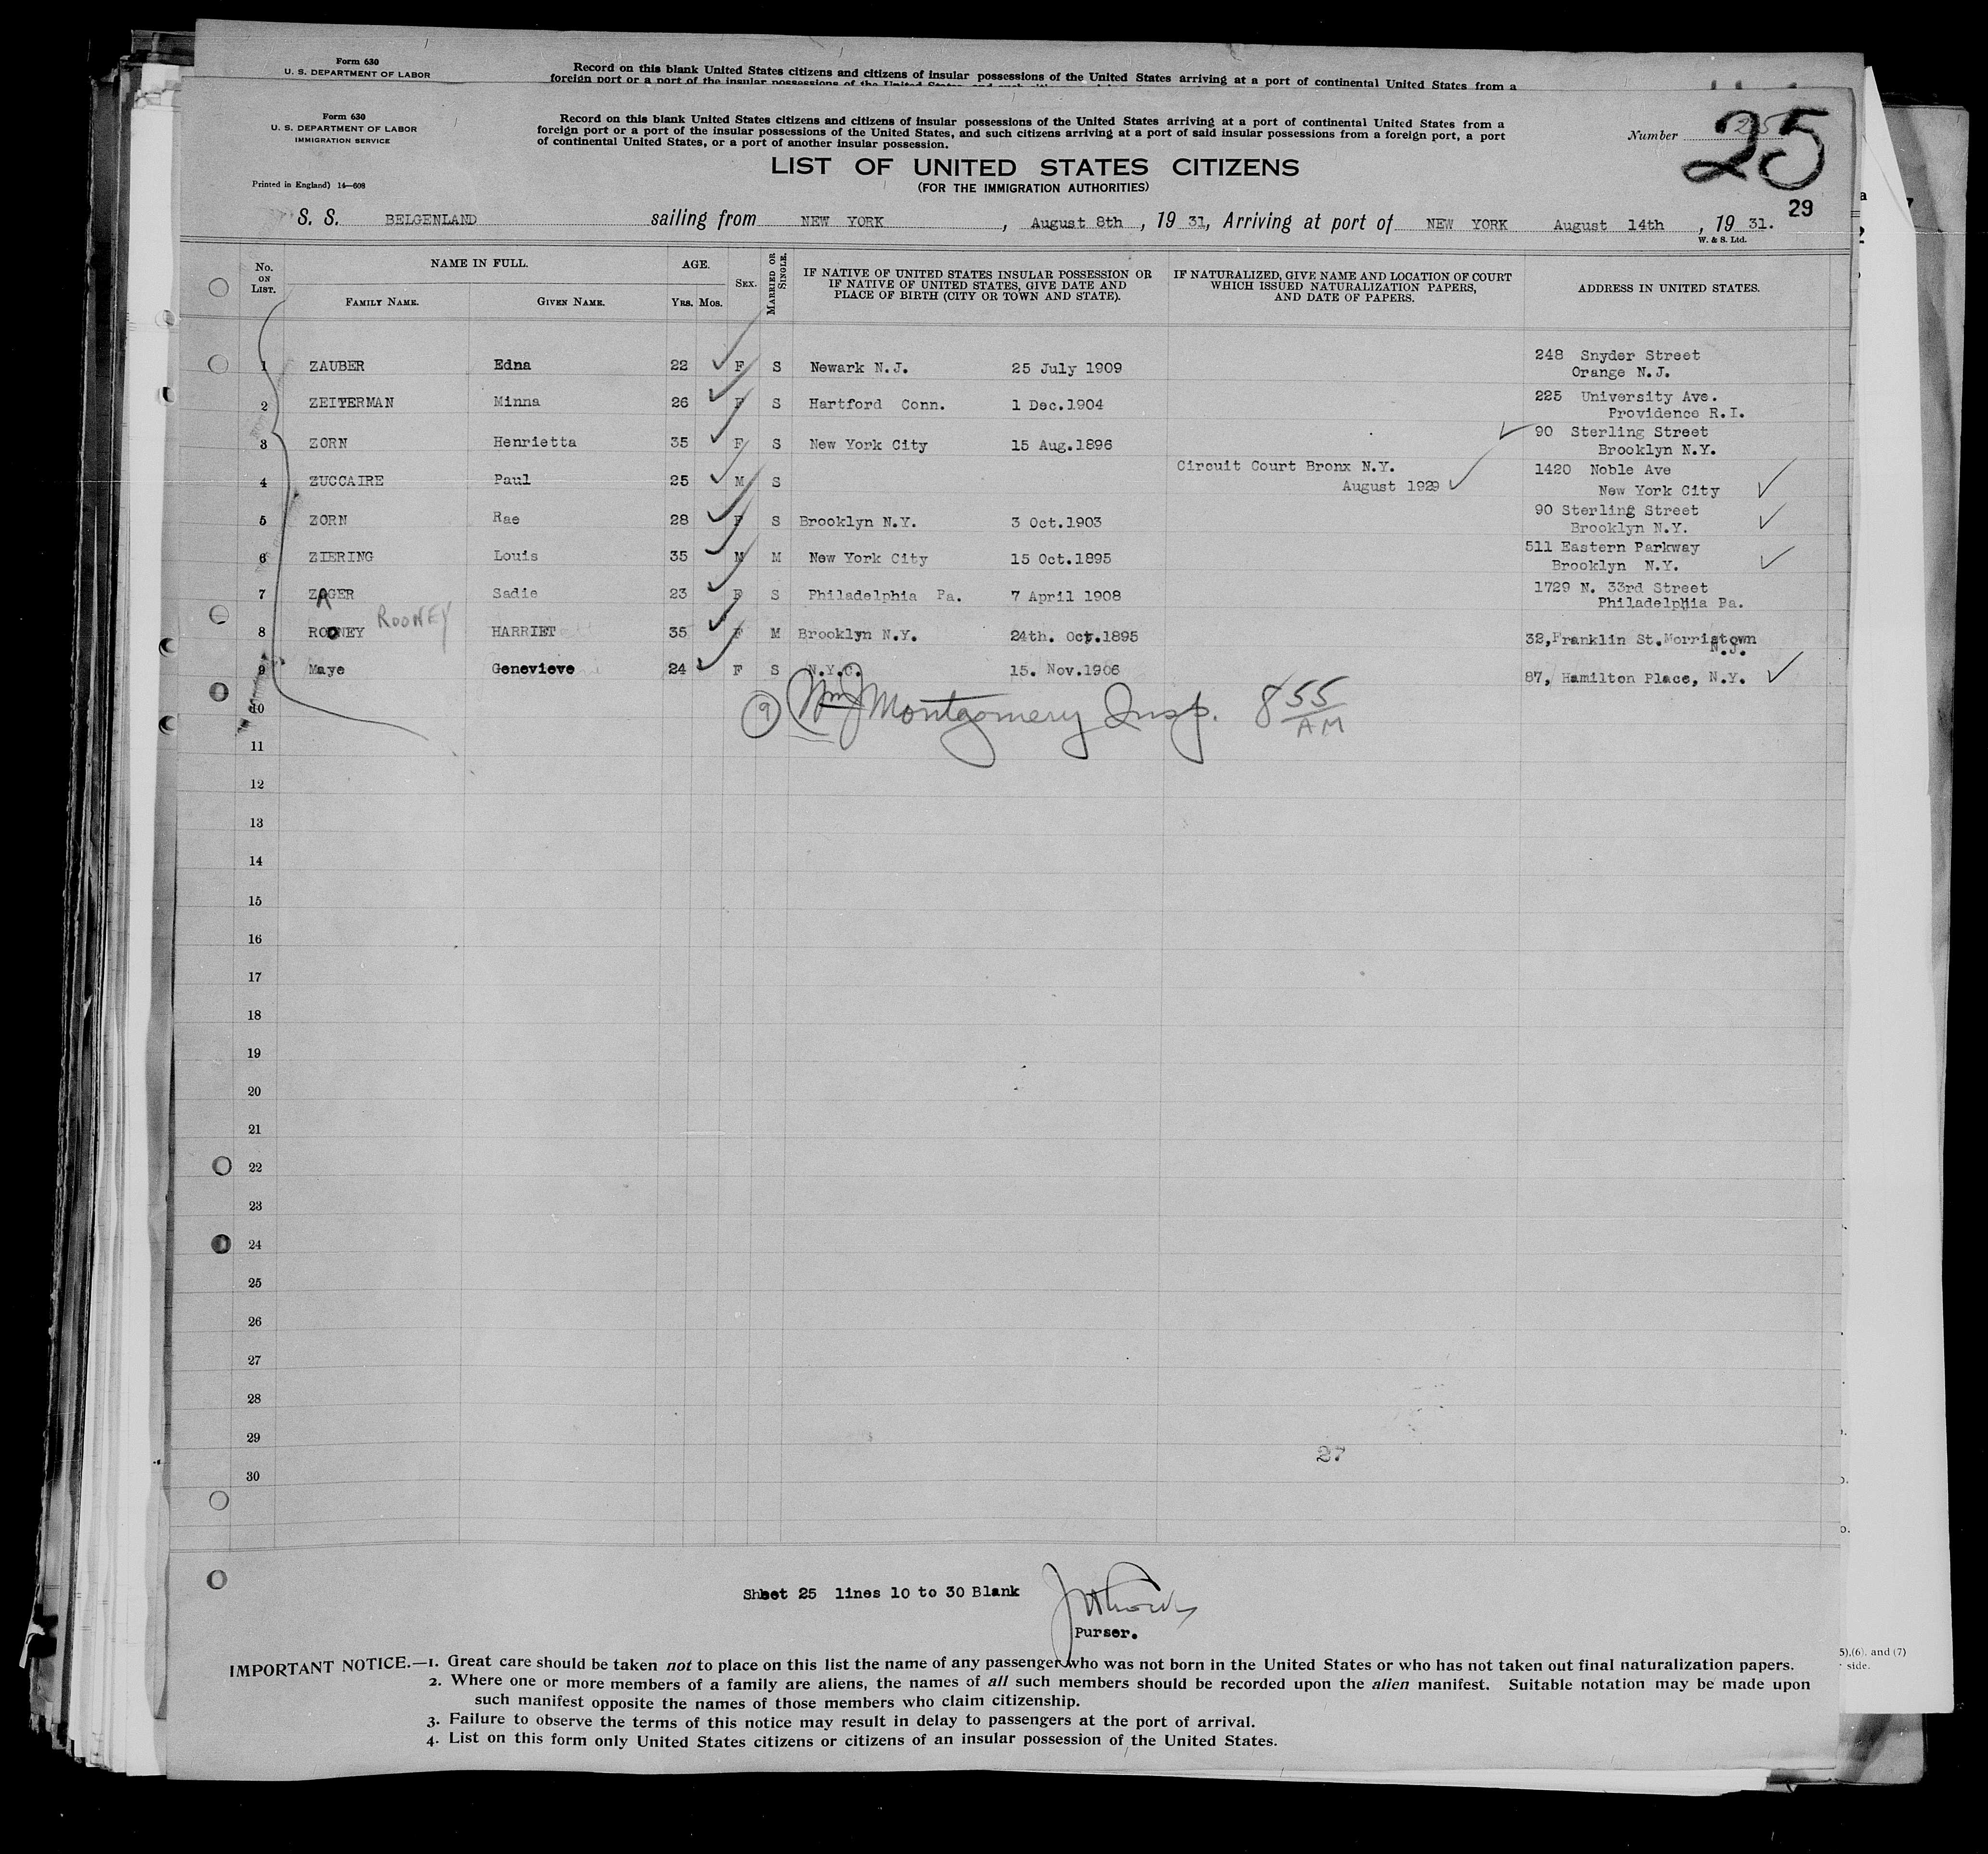 Form 630
U. S. DEPARTMENT OF LABOR
Record on this blank United States citizens and citizens of insular possessions of the United States arriving at a port of continental United States from a
foreign port or a port of the insular possessions of the United States, and such
Form 630
U. S. DEPARTMENT OF LABOR
IMMIGRATION SERVICE
Printed in England) 14—608
Record on this blank United States citizens and citizens of insular possessions of the United States arriving at a port of continental United States from a
foreign port or a port of the insular possessions of the United States, and such citizens arriving at a port of said insular possessions from a foreign port, a port
of continental United States, or a port of another insular possession.
Number 25
25
LIST OF UNITED STATES CITIZENS
(FOR THE IMMIGRATION AUTHORITIES)
29
S. S. BELGENLAND sailing from NEW YORK, August 8th, 19 31, Arriving at port of NEW YORK August 14th, 19 31.
W. & S. Ltd.
No. ON LIST. NAME IN FULL. FAMILY NAME. GIVEN NAME. AGE. YRS. MOS. SEX. MARRIED OR SINGLE. IF NATIVE OF UNITED STATES INSULAR POSSESSION OR IF NATIVE OF UNITED STATES, GIVE DATE AND PLACE OF BIRTH (CITY OR TOWN AND STATE). IF NATURALIZED, GIVE NAME AND LOCATION OF COURT WHICH ISSUED NATURALIZATION PAPERS, AND DATE OF PAPERS. ADDRESS IN UNITED STATES.
1 ZAUBER Edna 22 F S Newark N.J. 25 July 1909 248 Snyder Street Orange N.J.
2 ZEITERMAN Minna 26 F S Hartford Conn. 1 Dec.1904 225 University Ave. Providence R.I.
3 ZORN Henrietta 35 F S New York City 15 Aug.1896 90 Sterling Street Brooklyn N.Y.
4 ZUCCAIRE Paul 25 M S Circuit Court Bronx N.Y. August 1929 1420 Noble Ave New York City
5 ZORN Rae 28 F S Brooklyn N.Y. 3 Oct.1903 90 Sterling Street Brooklyn N.Y.
6 ZIERING Louis 35 M M New York City 15 Oct.1895 511 Eastern Parkway Brooklyn N.Y.
7 ZAGER Sadie 23 F S Philadelphia Pa. 7 April 1908 1729 N. 33rd Street Philadelphia Pa.
8 ROONEY ROONEY HARRIET 35 F M Brooklyn N.Y. 24th. Oct.1895 32,Franklin St.Morristown N.J.
9 Maye Genevieve 24 F S N.Y.C. 15. Nov.1906 87, Hamilton Place, N.Y.
10
9 Wm J Montgomery Insp. 8 55 AM
11
12
13
14
15
16
17
18
19
20
21
22
23
24
25
26
27
28
29
27
30
Sheet 25 lines 10 to 30 Blank
Purser.
IMPORTANT NOTICE.—1. Great care should be taken not to place on this list the name of any passenger who was not born in the United States or who has not taken out final naturalization papers.
2. Where one or more members of a family are aliens, the names of all such members should be recorded upon the alien manifest. Suitable notation may be made upon
such manifest opposite the names of those members who claim citizenship.
3. Failure to observe the terms of this notice may result in delay to passengers at the port of arrival.
4. List on this form only United States citizens or citizens of an insular possession of the United States.
5),(6), and (7)
side.